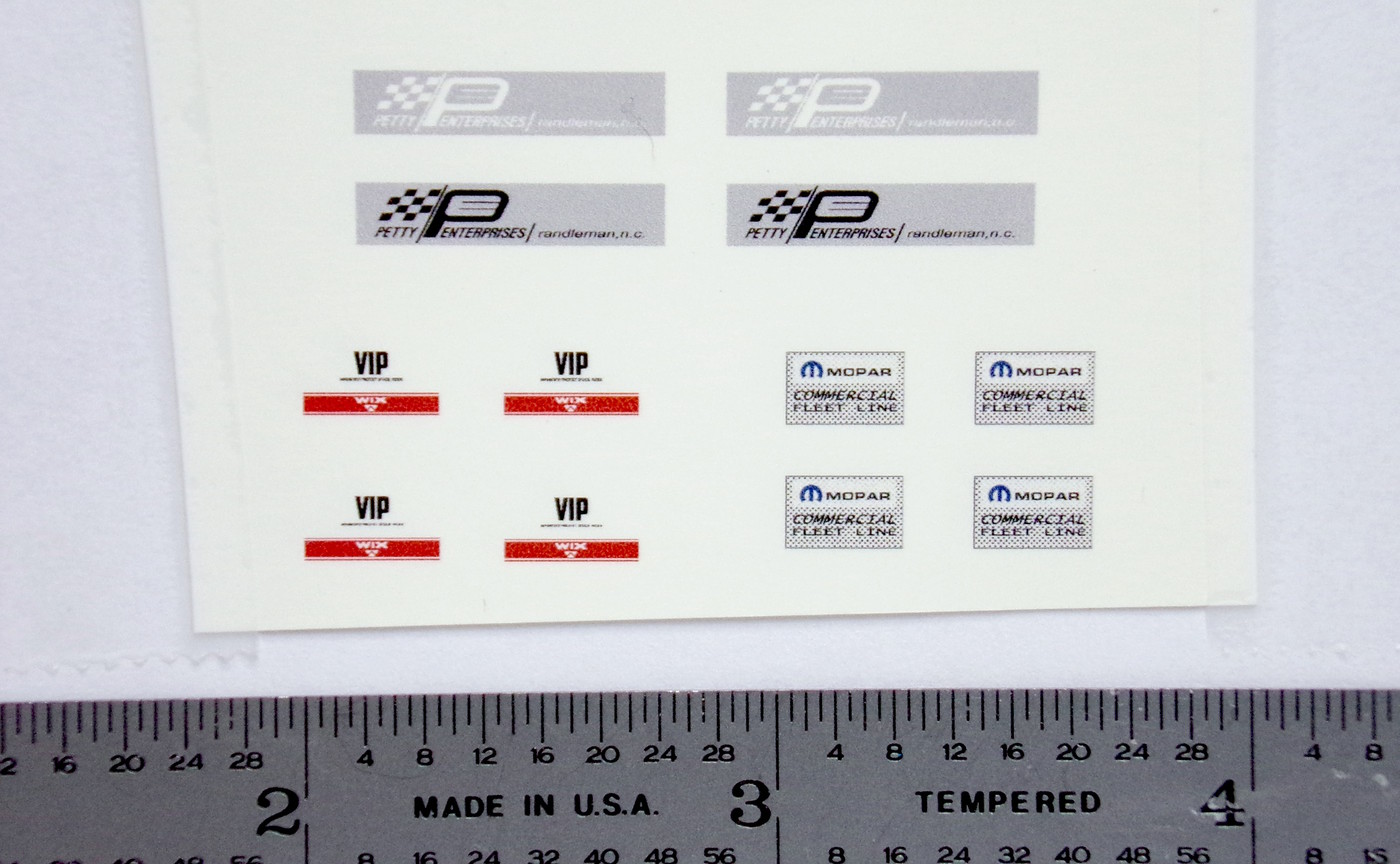 PETTY ENTERPRISES/randleman,n.c. PETTY ENTERPRISES/randleman,n.c.
PETTY ENTERPRISES/randleman,n.c. PETTY ENTERPRISES/randleman,n.c.
VIP VIP MOPAR MOPAR
WIX WIX COMMERCIAL COMMERCIAL
FLEET LINE FLEET LINE
VIP VIP MOPAR MOPAR
WIX WIX COMMERCIAL COMMERCIAL
FLEET LINE FLEET LINE
2 16 20 24 28 4 8 12 16 20 24 28 4 8 12 16 20 24 28 4 8
2 MADE IN U.S.A. 3 TEMPERED 4
48 56 8 16 24 32 40 48 56 8 16 24 32 40 48 56 8